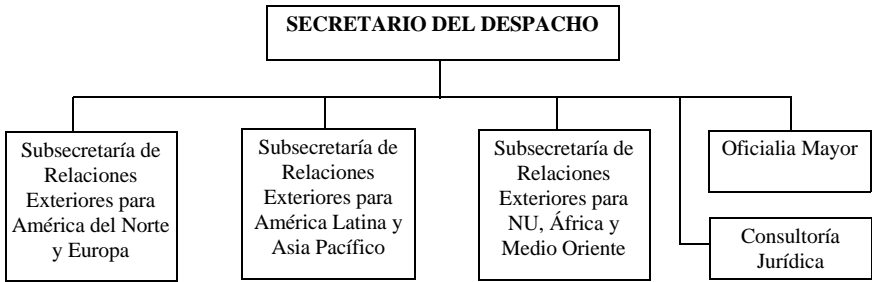 SECRETARIO DEL DESPACHO
Subsecretaría de
Relaciones
Exteriores para
América del Norte
y Europa
Subsecretaría de
Relaciones
Exteriores para
América Latina y
Asia Pacífico
Subsecretaría de
Relaciones
Exteriores para
NU, África y
Medio Oriente
Oficialia Mayor
Consultoría
Jurídica